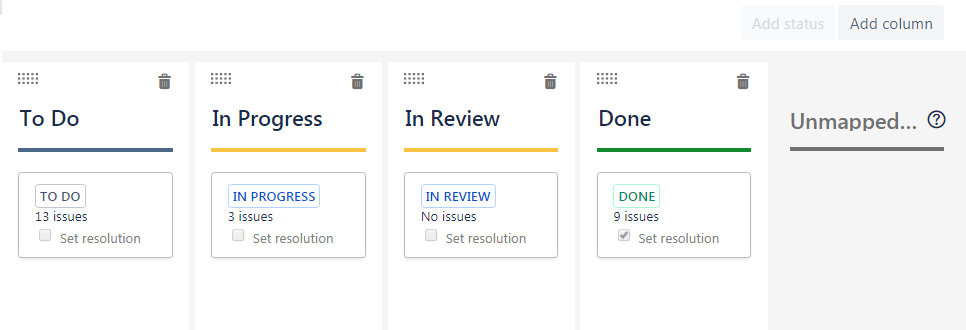 Add status Add column
To Do In Progress In Review Done Unmapped...
TO DO IN PROGRESS IN REVIEW DONE
13 issues 3 issues No issues 9 issues
Set resolution Set resolution Set resolution Set resolution